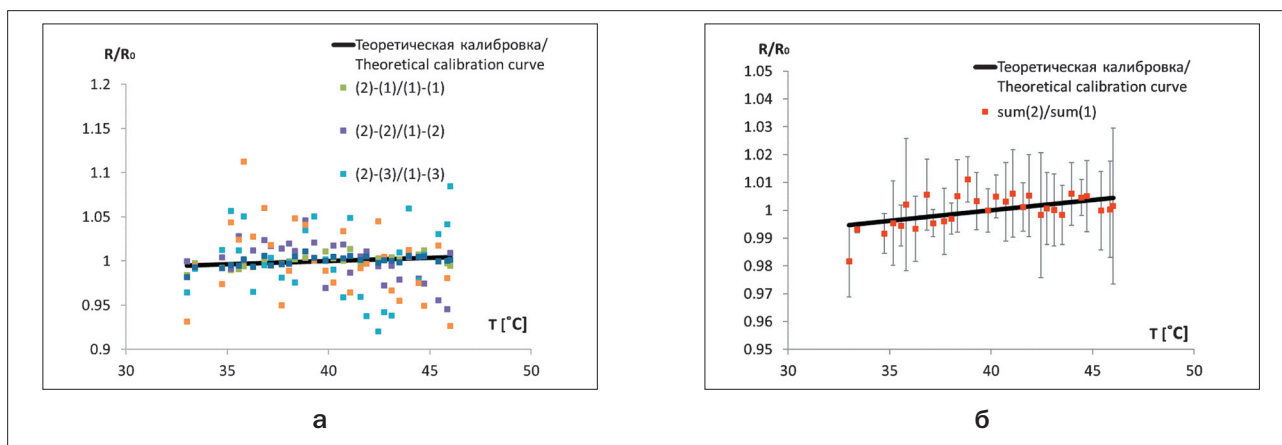 R/R₀
Теоретическая калибровка/
Theoretical calibration curve
(2)-(1)/(1)-(1)
(2)-(2)/(1)-(2)
(2)-(3)/(1)-(3)
1.2
1.15
1.1
1.05
1
0.95
0.9
T [˚C]
30 35 40 45 50
а
R/R₀
Теоретическая калибровка/
Theoretical calibration curve
sum(2)/sum(1)
1.05
1.04
1.03
1.02
1.01
1
0.99
0.98
0.97
0.96
0.95
T [˚C]
30 35 40 45 50
б